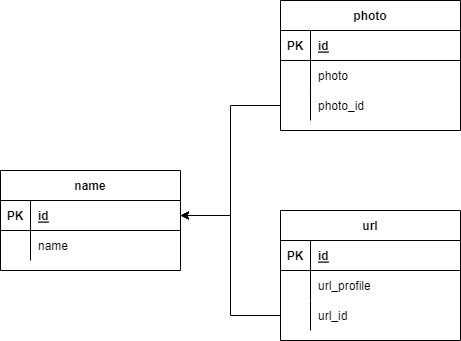 photo
PK id
photo
photo_id
name
PK id
name
url
PK id
url_profile
url_id